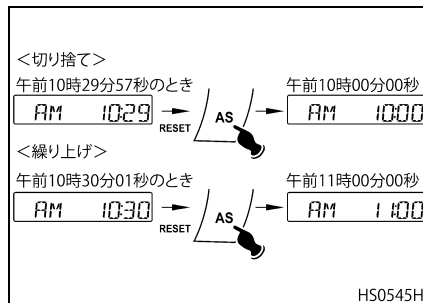 <切り捨て>
午前10時29分57秒のとき 午前10時00分00秒
AM 10:29 RESET AS AM 10:00
<繰り上げ>
午前10時30分01秒のとき 午前11時00分00秒
AM 10:30 RESET AS AM 11:00
HS0545H